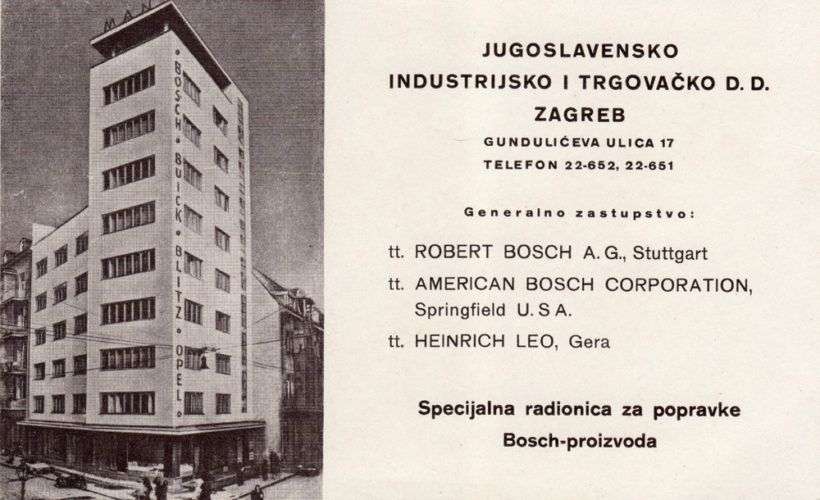 MAN
BOSCH · BUICK · BLITZ · OPEL
JUGOSLAVENSKO
INDUSTRIJSKO I TRGOVAČKO D. D.
ZAGREB
GUNDULIĆEVA ULICA 17
TELEFON 22-652, 22-651
Generalno zastupstvo:
tt. ROBERT BOSCH A. G., Stuttgart
tt. AMERICAN BOSCH CORPORATION,
Springfield U. S A.
tt. HEINRICH LEO, Gera
Specijalna radionica za popravke
Bosch-proizvoda